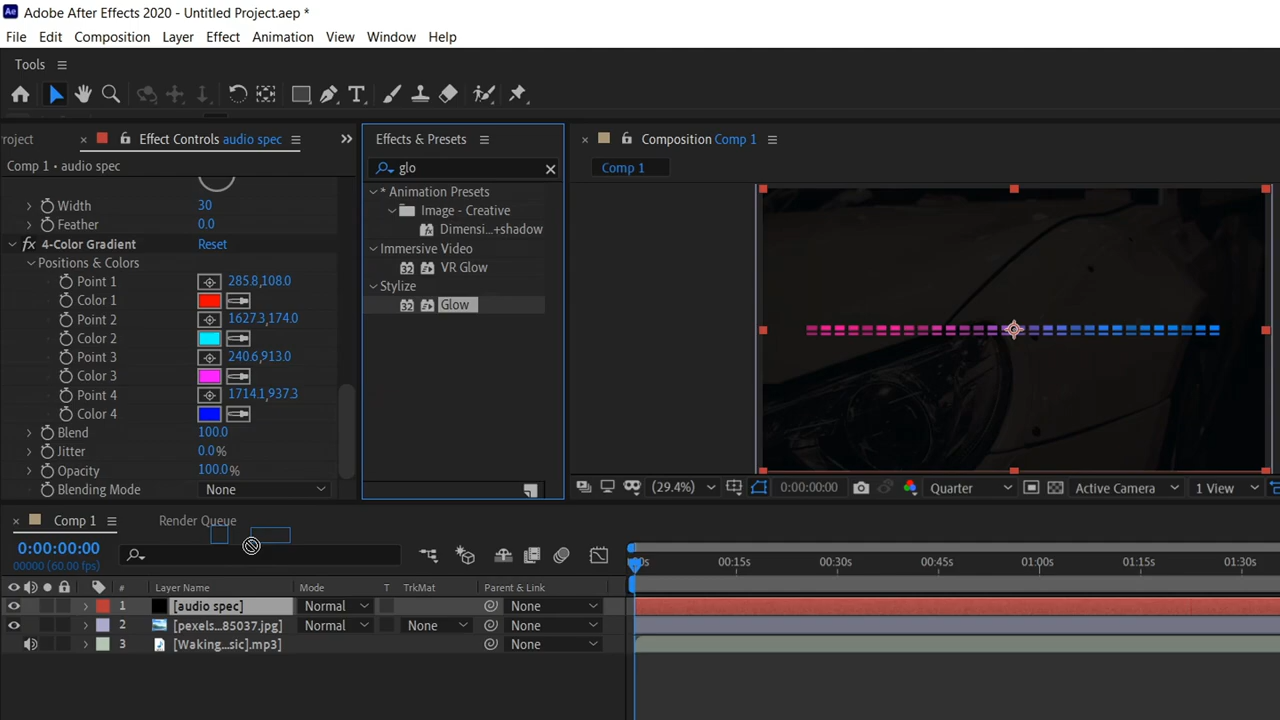 Adobe After Effects 2020 - Untitled Project.aep *
File Edit Composition Layer Effect Animation View Window Help
Tools
roject
Effect Controls audio spec
Effects & Presets
Composition Comp 1
Comp 1 • audio spec
glo
Comp 1
Width 30
Feather 0.0
fx 4-Color Gradient Reset
Positions & Colors
Point 1 285.8,108.0
Color 1
Point 2 1627.3,174.0
Color 2
Point 3 240.6,913.0
Color 3
Point 4 1714.1,937.3
Color 4
Blend 100.0
Jitter 0.0%
Opacity 100.0%
Blending Mode None
* Animation Presets
Image - Creative
Dimensi...+shadow
Immersive Video
32 VR Glow
Stylize
32 Glow
(29.4%) 0:00:00:00 Quarter Active Camera 1 View
Comp 1
Render Queue
0:00:00:00
00000 (60.00 fps)
00s 00:15s 00:30s 00:45s 01:00s 01:15s 01:30s
# Layer Name Mode T TrkMat Parent & Link
1 [audio spec] Normal None
2 [pexels...85037.jpg] Normal None None
3 [Waking...sic].mp3] None